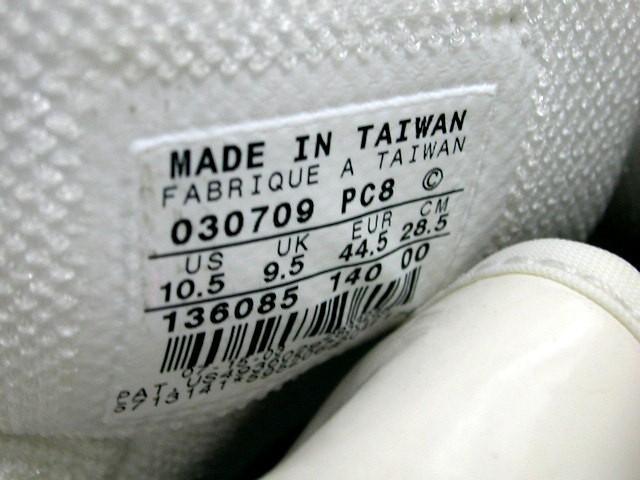 MADE IN TAIWAN
FABRIQUE A TAIWAN
030709 PC8 ©
US UK EUR CM
10.5 9.5 44.5 28.5
136085 140 00
PAT.